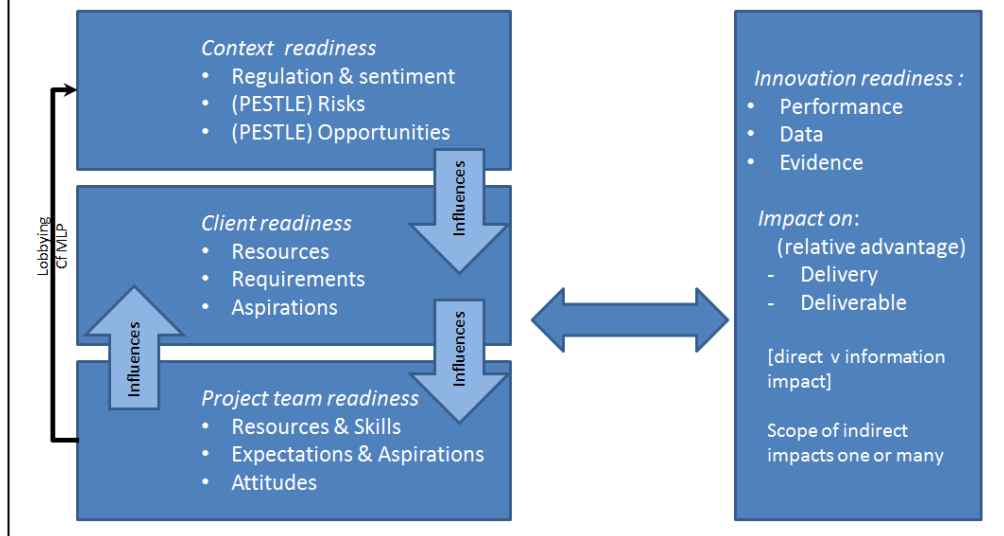 Context readiness
• Regulation & sentiment
• (PESTLE) Risks
• (PESTLE) Opportunities
Influences
Lobbying
Cf MLP
Client readiness
• Resources
• Requirements
• Aspirations
Influences
Influences
Project team readiness
• Resources & Skills
• Expectations & Aspirations
• Attitudes
Innovation readiness :
• Performance
• Data
• Evidence
Impact on:
(relative advantage)
- Delivery
- Deliverable
[direct v information
impact]
Scope of indirect
impacts one or many